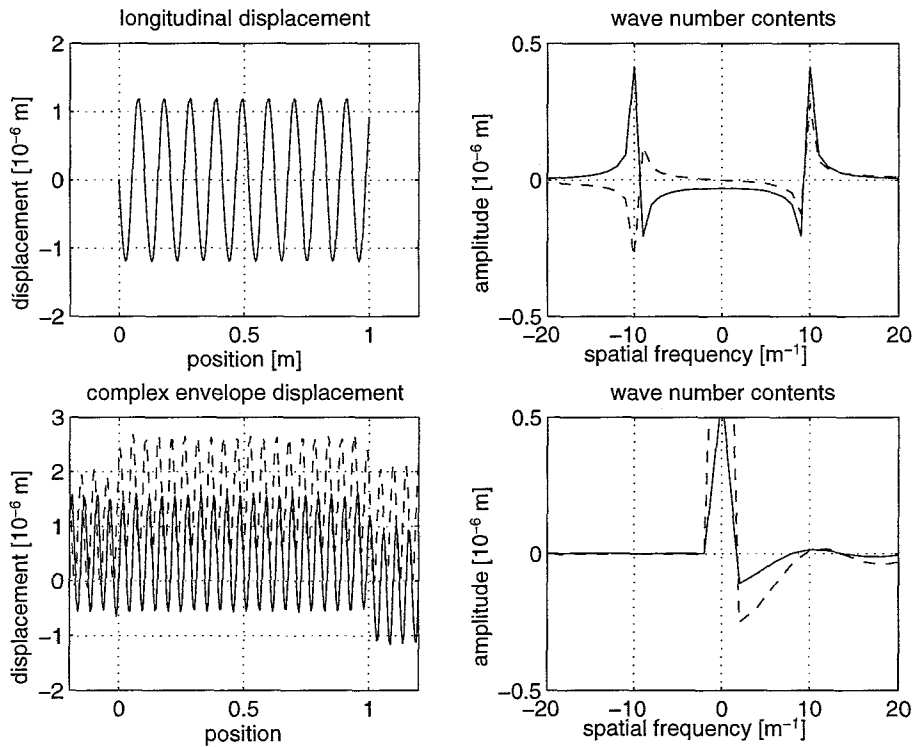 longitudinal displacement
displacement [10⁻⁶ m]
2
1
0
−1
−2
0
0.5
1
position [m]
wave number contents
amplitude [10⁻⁶ m]
0.5
0
−0.5
−20
−10
0
10
20
spatial frequency [m⁻¹]
complex envelope displacement
displacement [10⁻⁶ m]
3
2
1
0
−1
−2
0
0.5
1
position
wave number contents
amplitude [10⁻⁶ m]
0.5
0
−0.5
−20
−10
0
10
20
spatial frequency [m⁻¹]